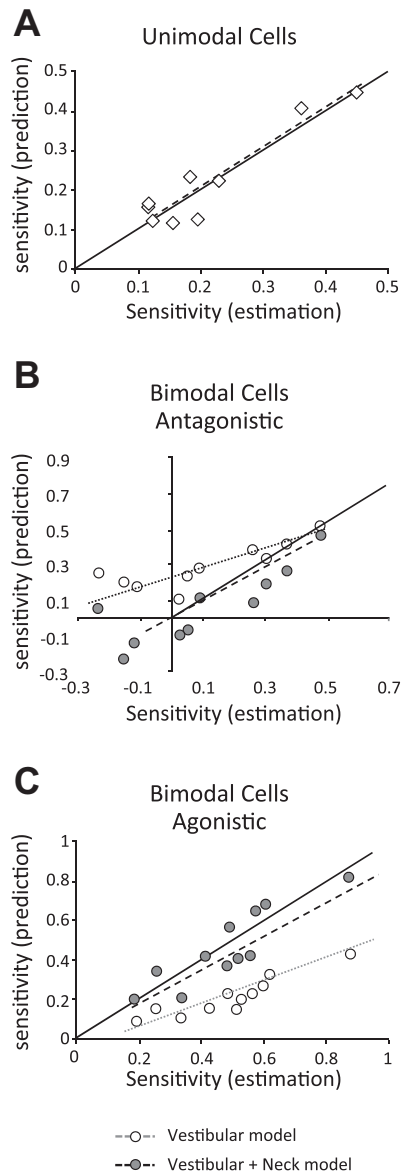 A
Unimodal Cells
sensitivity (prediction)
0.5
0.4
0.3
0.2
0.1
0
0 0.1 0.2 0.3 0.4 0.5
Sensitivity (estimation)
B
Bimodal Cells
Antagonistic
sensitivity (prediction)
0.9
0.7
0.5
0.3
0.1
-0.1
-0.3
-0.3 -0.1 0.1 0.3 0.5 0.7
Sensitivity (estimation)
C
Bimodal Cells
Agonistic
sensitivity (prediction)
1
0.8
0.6
0.4
0.2
0
0 0.2 0.4 0.6 0.8 1
Sensitivity (estimation)
Vestibular model
Vestibular + Neck model